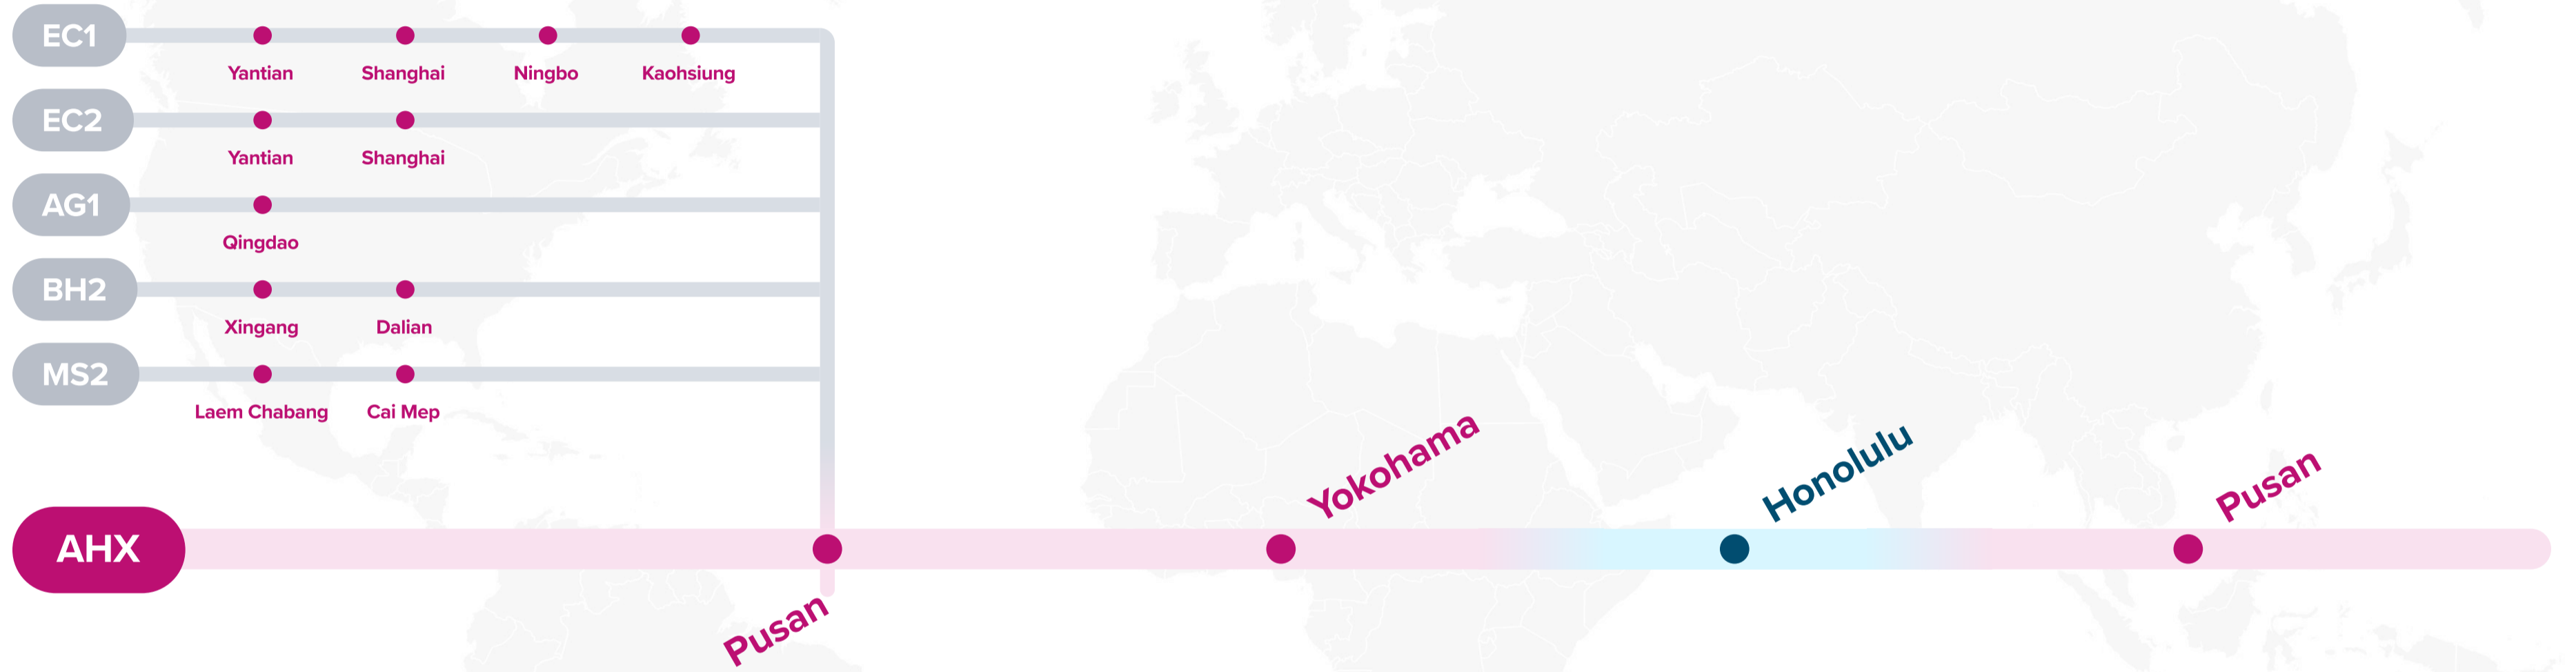 EC1
Yantian Shanghai Ningbo Kaohsiung
EC2
Yantian Shanghai
AG1
Qingdao
BH2
Xingang Dalian
MS2
Laem Chabang Cai Mep
AHX
Pusan
Yokohama
Honolulu
Pusan